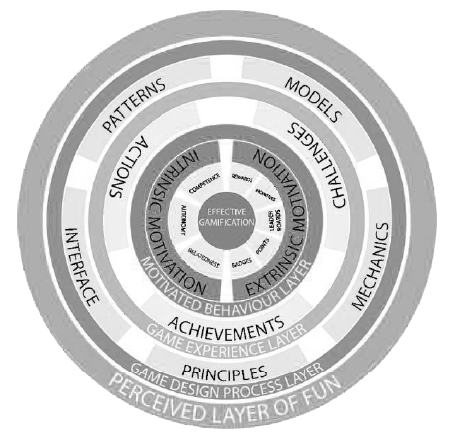 PATTERNS
MODELS
ACTIONS
CHALLENGES
INTRINSIC MOTIVATION
EXTRINSIC MOTIVATION
COMPETENCE
REWARDS
AUTONOMY
EFFECTIVE
GAMIFICATION
LEADER
BOARDS
RELATEDNESS
BADGES
POINTS
INTERFACE
MECHANICS
MOTIVATED BEHAVIOUR LAYER
ACHIEVEMENTS
GAME EXPERIENCE LAYER
PRINCIPLES
GAME DESIGN PROCESS LAYER
PERCEIVED LAYER OF FUN